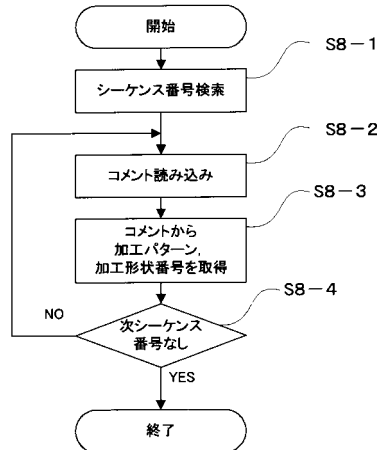 開始
S8-1
シーケンス番号検索
S8-2
コメント読み込み
S8-3
コメントから
加工パターン,
加工形状番号を取得
S8-4
NO
次シーケンス
番号なし
YES
終了